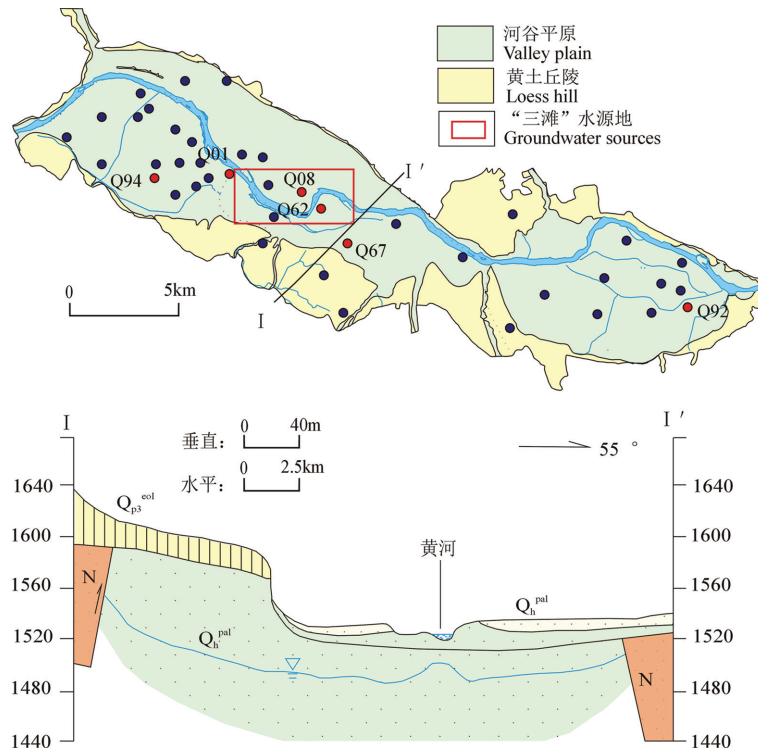 河谷平原
Valley plain
黄土丘陵
Loess hill
“三滩”水源地
Groundwater sources
Q01
Q94
Q08
Q62
Q67
Q92
I
I′
0 5km
I
I′
垂直： 0 40m
水平： 0 2.5km
55 °
1640
1600
1560
1520
1480
1440
1640
1600
1560
1520
1480
1440
Qp3eol
黄河
N
Qhpal
Qhpal
N